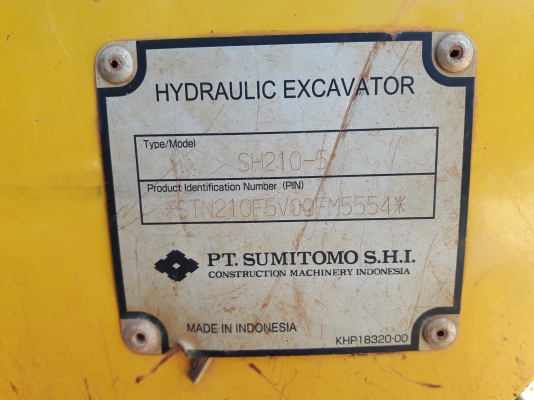 HYDRAULIC EXCAVATOR
Type/Model
SH210-5
Product Identification Number (PIN)
*STN210F5V00FM5554*
PT. SUMITOMO S.H.I.
CONSTRUCTION MACHINERY INDONESIA
MADE IN INDONESIA
KHP18320-00